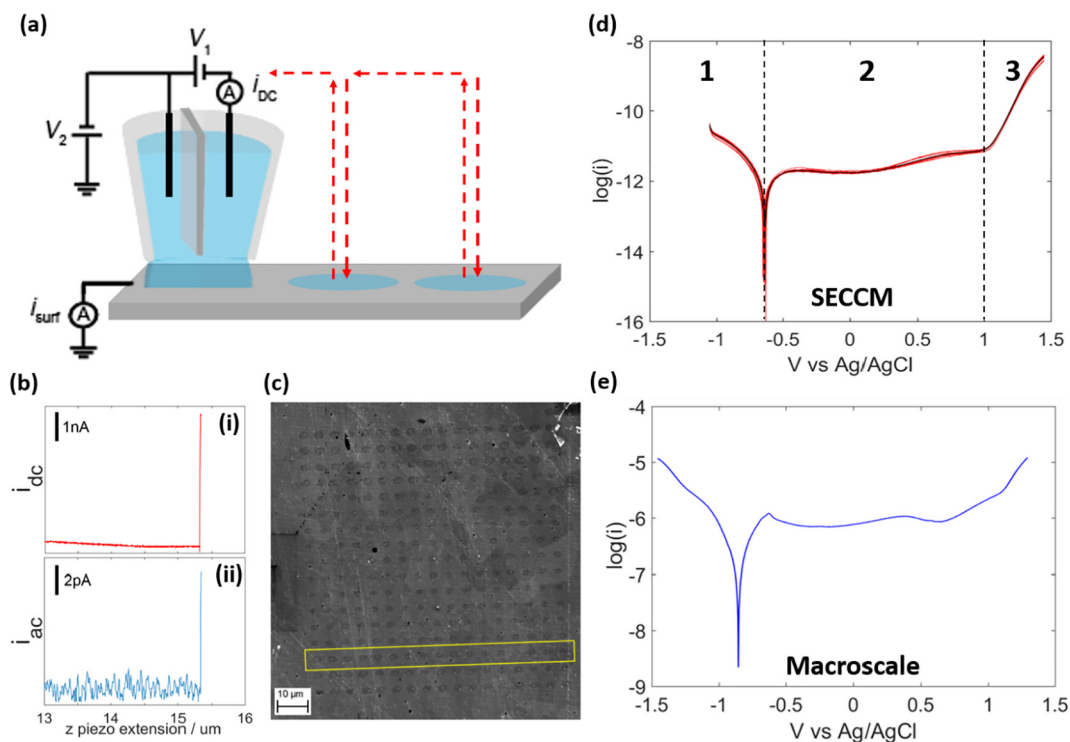 (a)
V1
iDC
A
V2
A
isurf
(b)
1nA
(i)
idc
2pA
(ii)
iac
13 14 15 16
z piezo extension / um
(c)
10 µm
(d)
-8
-10
-12
-14
-16
log(i)
1 2 3
SECCM
-1.5 -1 -0.5 0 0.5 1 1.5
V vs Ag/AgCl
(e)
-4
-5
-6
-7
-8
-9
log(i)
Macroscale
-1.5 -1 -0.5 0 0.5 1 1.5
V vs Ag/AgCl